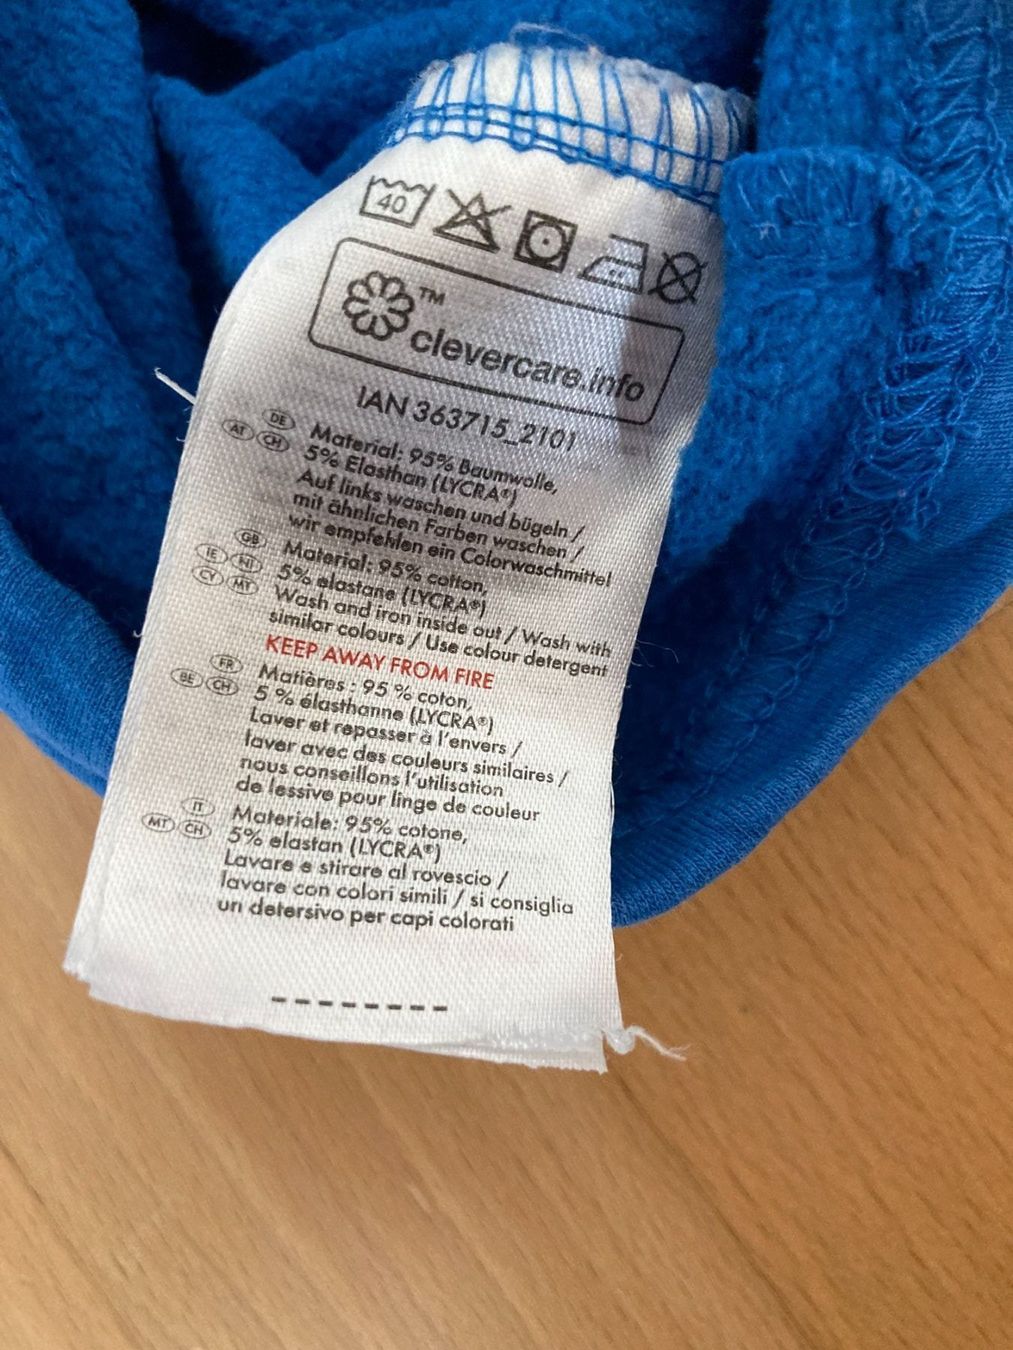 40
clevercare.info™
IAN 363715_2101
DE
AT CH
Material: 95% Baumwolle,
5% Elasthan (LYCRA®)
Auf links waschen und bügeln /
mit ähnlichen Farben waschen /
wir empfehlen ein Colorwaschmittel
GB
IE NI
CY MT
Material: 95% cotton,
5% elastane (LYCRA®)
Wash and iron inside out / Wash with
similar colours / Use colour detergent
KEEP AWAY FROM FIRE
FR
BE CH
Matières : 95 % coton,
5 % élasthanne (LYCRA®)
Laver et repasser à l'envers /
laver avec des couleurs similaires /
nous conseillons l'utilisation
de lessive pour linge de couleur
IT
MT CH
Materiale: 95% cotone,
5% elastan (LYCRA®)
Lavare e stirare al rovescio /
lavare con colori simili / si consiglia
un detersivo per capi colorati
--------